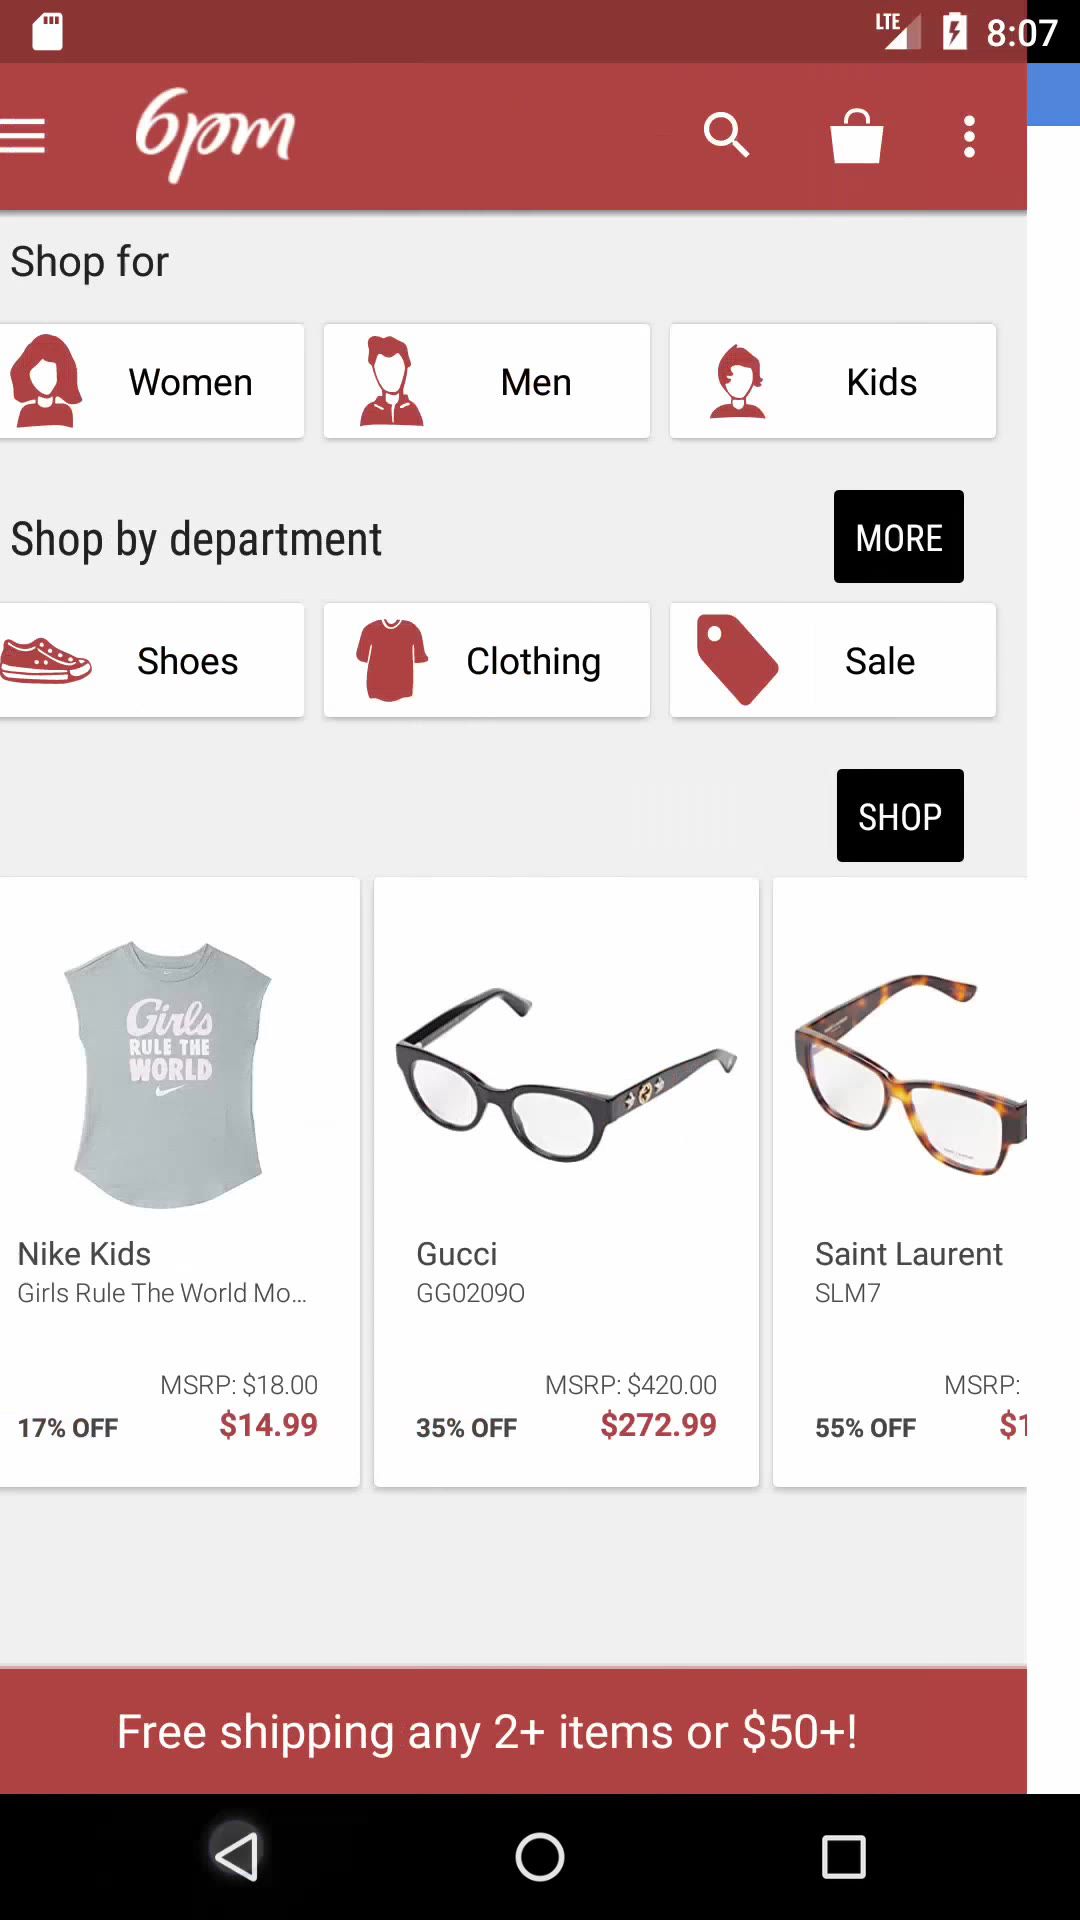 LTE 8:07
6pm
Shop for
Women Men Kids
Shop by department MORE
Shoes Clothing Sale
SHOP
Girls
RULE THE
WORLD
Nike Kids Gucci Saint Laurent
Girls Rule The World Mo... GG0209O SLM7
MSRP: $18.00 MSRP: $420.00 MSRP:
17% OFF $14.99 35% OFF $272.99 55% OFF $1
Free shipping any 2+ items or $50+!